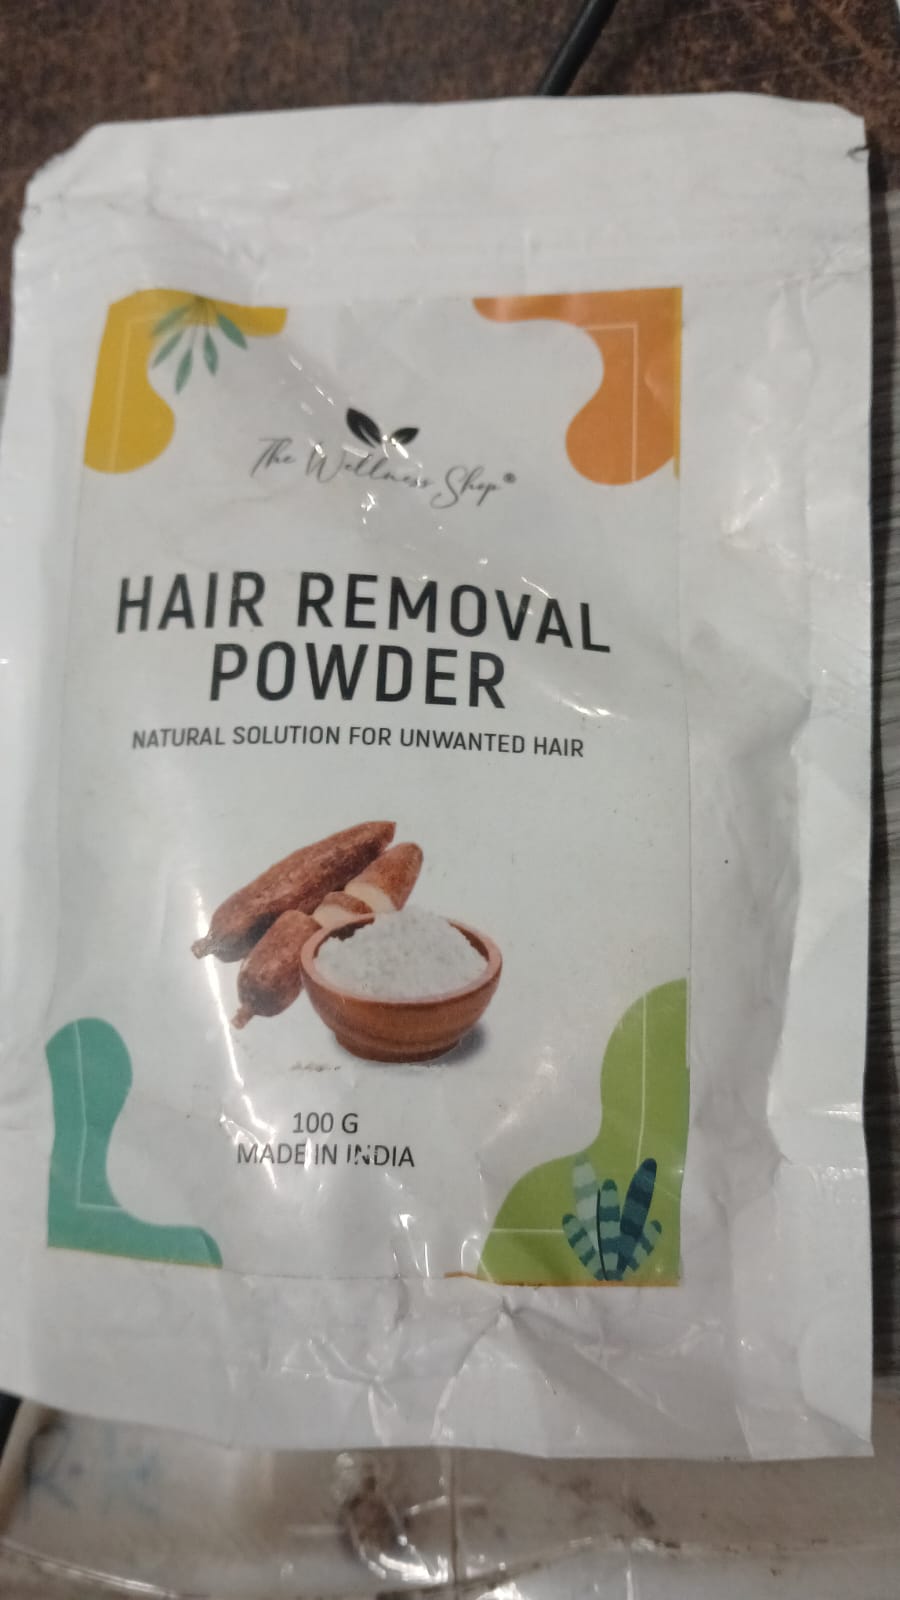 The Wellness Shop®
HAIR REMOVAL
POWDER
NATURAL SOLUTION FOR UNWANTED HAIR
100 G
MADE IN INDIA